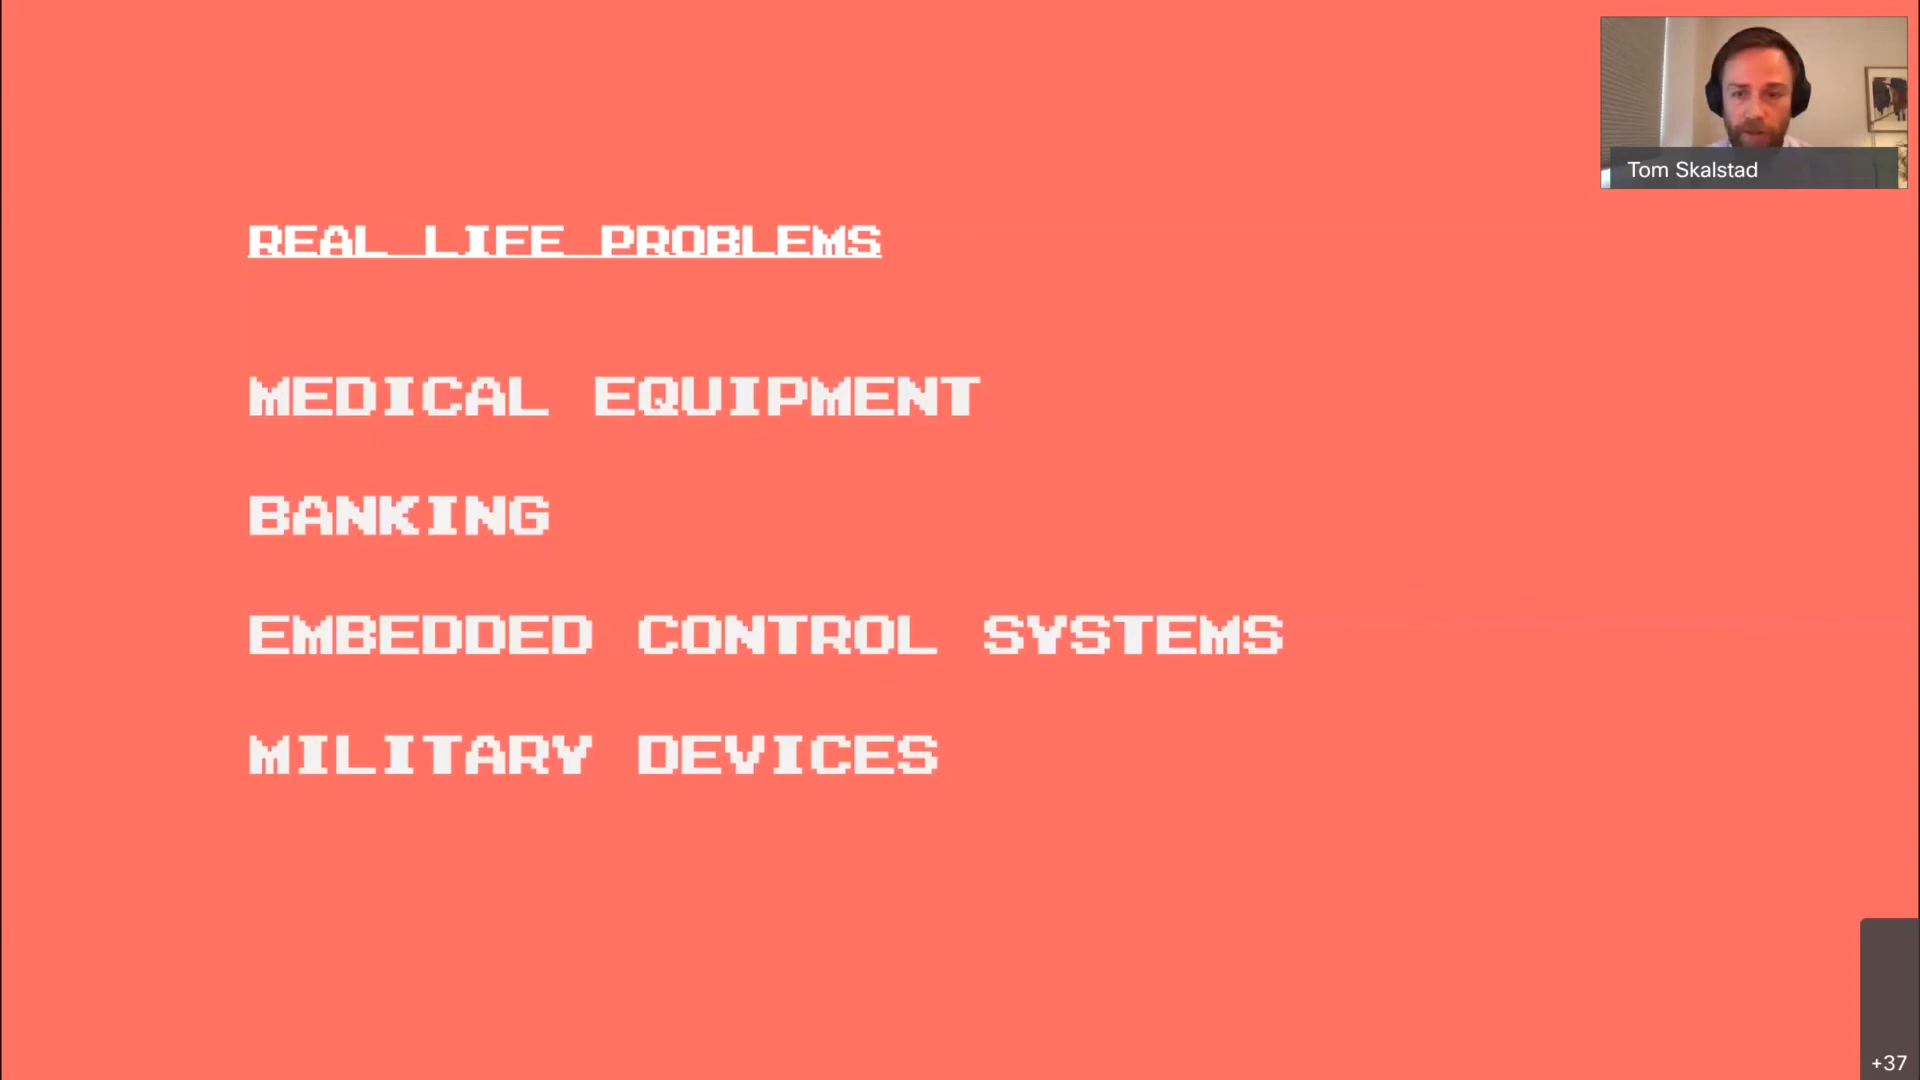 Tom Skalstad
REAL LIFE PROBLEMS
MEDICAL EQUIPMENT
BANKING
EMBEDDED CONTROL SYSTEMS
MILITARY DEVICES
+37